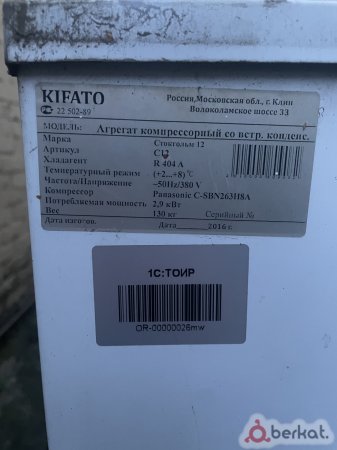 KIFATO
Россия,Московская обл., г. Клин
22 502-89
Волоколамское шоссе 33
МОДЕЛЬ: Агрегат компрессорный со встр. конденс.
Марка Стокгольм 12
Артикул
Хладагент R 404 A
Температурный режим (+2...+8)°C
Частота/Напряжение ~50Hz/380 V
Компрессор Panasonic C-SBN263H8A
Потребляемая мощность 2,9 кВт
Вес 130 кг Серийный №
Дата изготов. Дата 2016 г.
1С:ТОИР
OR-00000026mw
berkat.